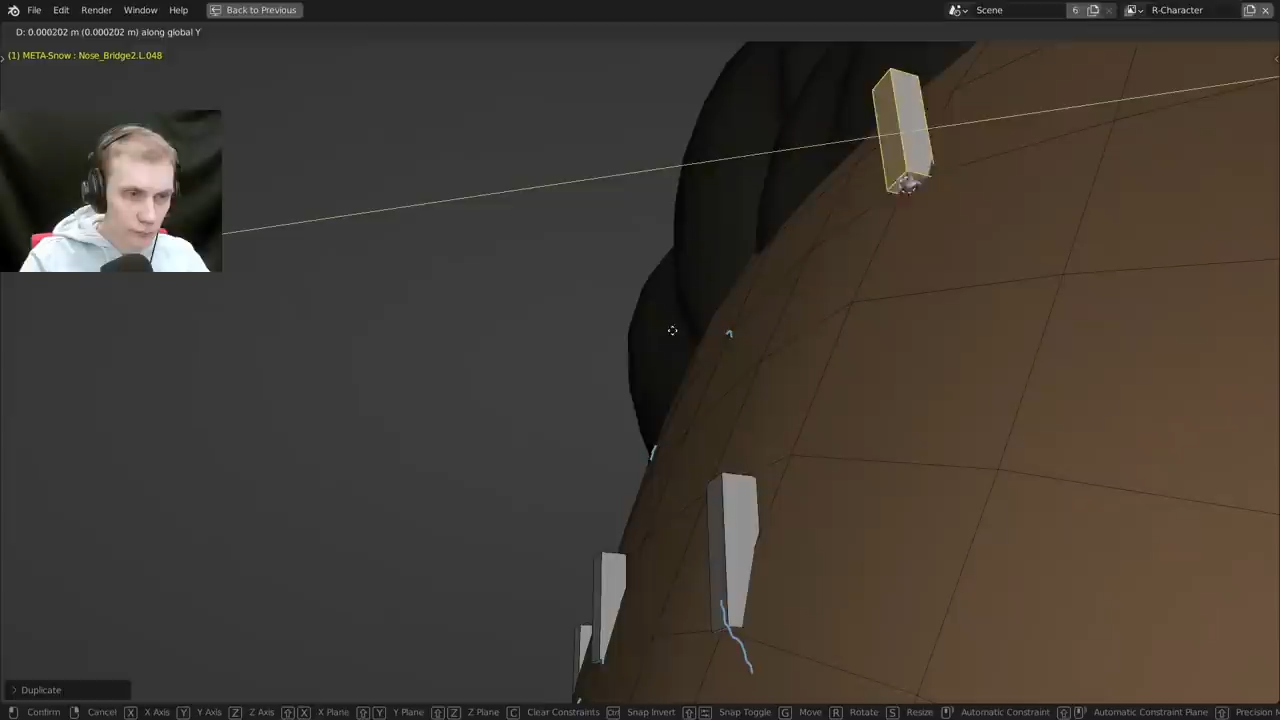 File Edit Render Window Help Back to Previous Scene 6 R-Character
D: 0.000202 m (0.000202 m) along global Y
(1) META-Snow : Nose_Bridge2.L.048
Duplicate
Confirm Cancel X X Axis Y Y Axis Z Z Axis X X Plane Y Y Plane Z Z Plane C Clear Constraints Ctrl Snap Invert Snap Toggle G Move R Rotate S Resize Automatic Constraint Automatic Constraint Plane Precision